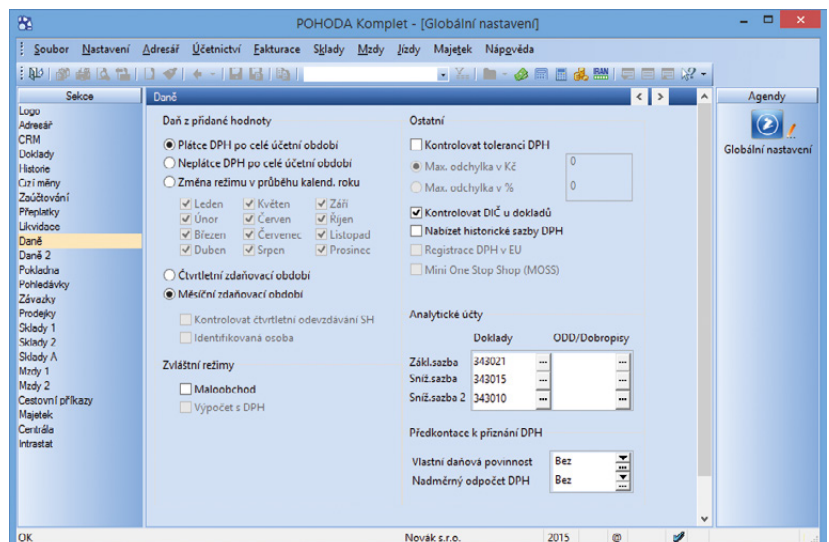 POHODA Komplet - [Globální nastavení]
Soubor Nastavení Adresář Účetnictví Fakturace Sklady Mzdy Jízdy Majetek Nápověda
Sekce
Logo
Adresář
CRM
Doklady
Historie
Cizí měny
Zaúčtování
Přeplatky
Likvidace
Daně
Daně 2
Pokladna
Pohledávky
Závazky
Prodejky
Sklady 1
Sklady 2
Sklady A
Mzdy 1
Mzdy 2
Cestovní příkazy
Majetek
Centrála
Intrastat
Daně
Daň z přidané hodnoty
Plátce DPH po celé účetní období
Neplátce DPH po celé účetní období
Změna režimu v průběhu kalend. roku
Leden Květen Září
Únor Červen Říjen
Březen Červenec Listopad
Duben Srpen Prosinec
Čtvrtletní zdaňovací období
Měsíční zdaňovací období
Kontrolovat čtvrtletní odevzdávání SH
Identifikovaná osoba
Zvláštní režimy
Maloobchod
Výpočet s DPH
Ostatní
Kontrolovat toleranci DPH
Max. odchylka v Kč 0
Max. odchylka v % 0
Kontrolovat DIČ u dokladů
Nabízet historické sazby DPH
Registrace DPH v EU
Mini One Stop Shop (MOSS)
Analytické účty
Doklady ODD/Dobropisy
Zákl.sazba 343021 ... ...
Sníž.sazba 343015 ... ...
Sníž.sazba 2 343010 ... ...
Předkontace k přiznání DPH
Vlastní daňová povinnost Bez ...
Nadměrný odpočet DPH Bez ...
Agendy
Globální nastavení
OK Novák s.r.o. 2015 @